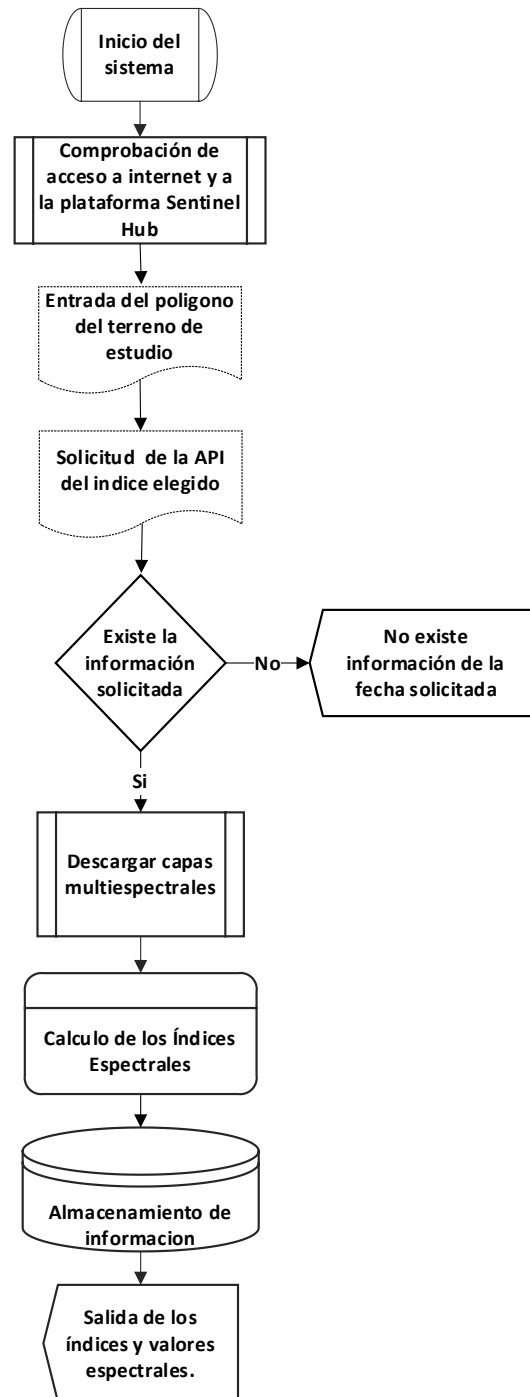 Inicio del
sistema
Comprobación de
acceso a internet y a
la plataforma Sentinel
Hub
Entrada del poligono
del terreno de
estudio
Solicitud de la API
del indice elegido
Existe la
información
solicitada
No
No existe
información de la
fecha solicitada
Si
Descargar capas
multiespectrales
Calculo de los Índices
Espectrales
Almacenamiento de
informacion
Salida de los
índices y valores
espectrales.